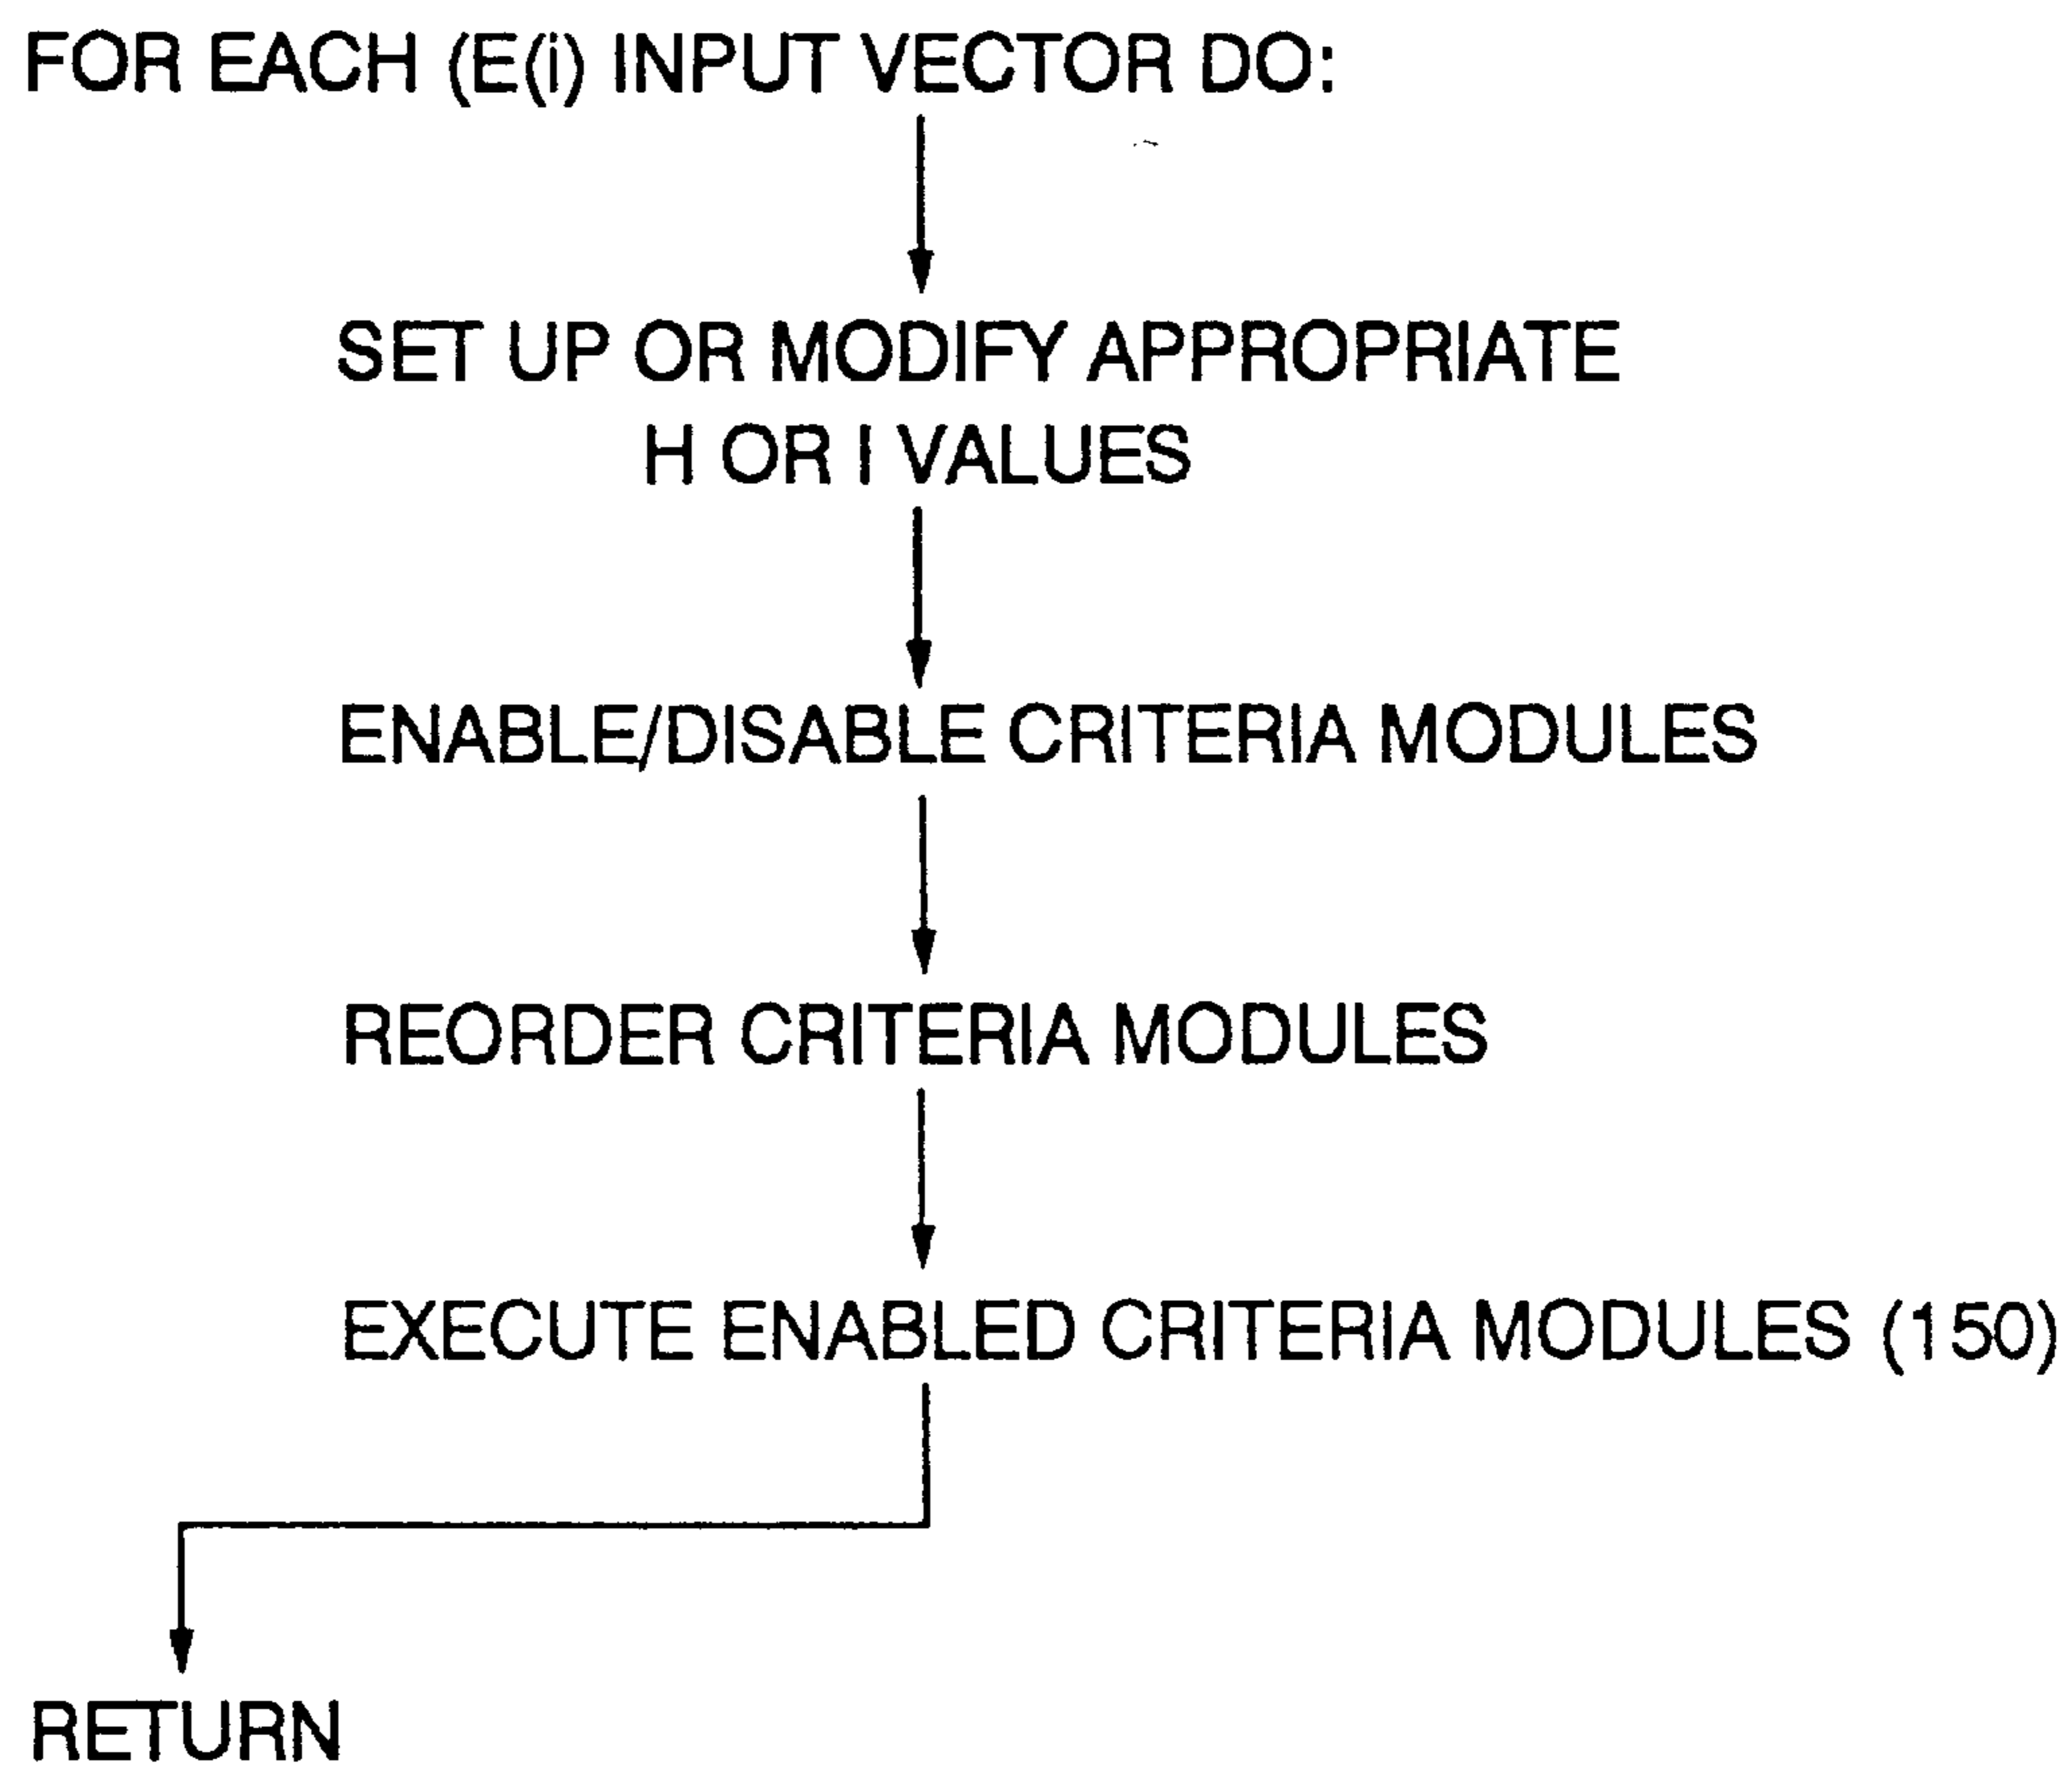 FOR EACH (E(i) INPUT VECTOR DO:
SET UP OR MODIFY APPROPRIATE
H OR I VALUES
ENABLE/DISABLE CRITERIA MODULES
REORDER CRITERIA MODULES
EXECUTE ENABLED CRITERIA MODULES (150)
RETURN